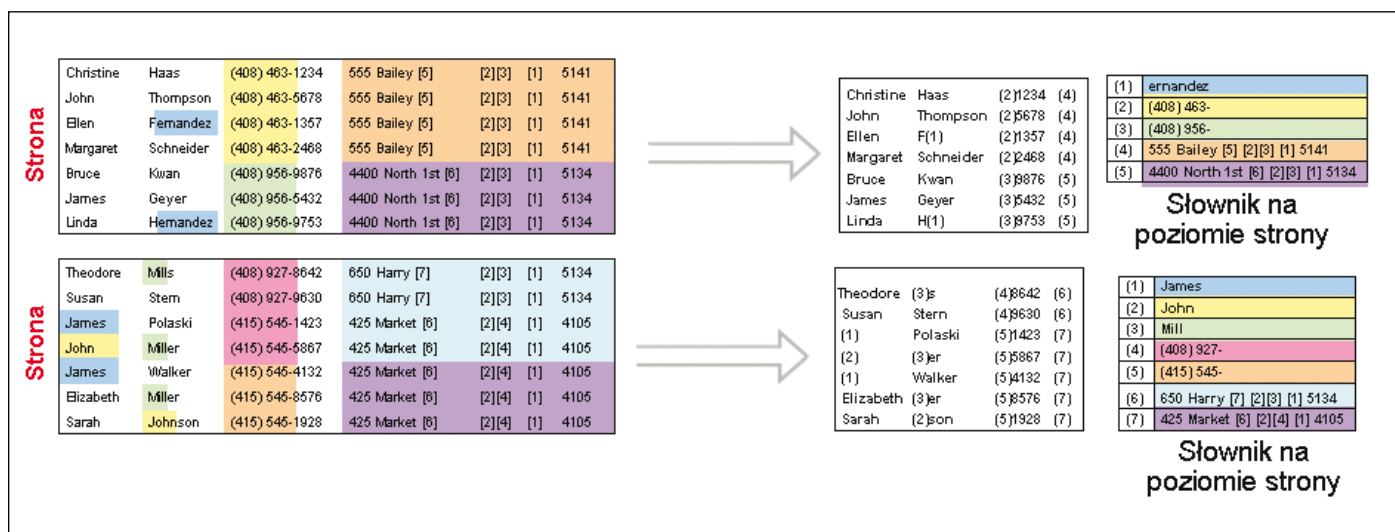 Strona
Christine Haas (408) 463-1234 555 Bailey [5] [2][3] [1] 5141
John Thompson (408) 463-5678 555 Bailey [5] [2][3] [1] 5141
Ellen Fernandez (408) 463-1357 555 Bailey [5] [2][3] [1] 5141
Margaret Schneider (408) 463-2468 555 Bailey [5] [2][3] [1] 5141
Bruce Kwan (408) 956-9876 4400 North 1st [6] [2][3] [1] 5134
James Geyer (408) 956-5432 4400 North 1st [6] [2][3] [1] 5134
Linda Hernandez (408) 956-9753 4400 North 1st [6] [2][3] [1] 5134
Christine Haas (2)1234 (4)
John Thompson (2)5678 (4)
Ellen F(1) (2)1357 (4)
Margaret Schneider (2)2468 (4)
Bruce Kwan (3)9876 (5)
James Geyer (3)5432 (5)
Linda H(1) (3)9753 (5)
(1) ernandez
(2) (408) 463-
(3) (408) 956-
(4) 555 Bailey [5] [2][3] [1] 5141
(5) 4400 North 1st [6] [2][3] [1] 5134
Słownik na
poziomie strony
Strona
Theodore Mills (408) 927-8642 650 Harry [7] [2][3] [1] 5134
Susan Stern (408) 927-9630 650 Harry [7] [2][3] [1] 5134
James Polaski (415) 545-1423 425 Market [6] [2][4] [1] 4105
John Miller (415) 545-5867 425 Market [6] [2][4] [1] 4105
James Walker (415) 545-4132 425 Market [6] [2][4] [1] 4105
Elizabeth Miller (415) 545-8576 425 Market [6] [2][4] [1] 4105
Sarah Johnson (415) 545-1928 425 Market [6] [2][4] [1] 4105
Theodore (3)s (4)8642 (6)
Susan Stern (4)9630 (6)
(1) Polaski (5)1423 (7)
(2) (3)er (5)5867 (7)
(1) Walker (5)4132 (7)
Elizabeth (3)er (5)8576 (7)
Sarah (2)son (5)1928 (7)
(1) James
(2) John
(3) Mill
(4) (408) 927-
(5) (415) 545-
(6) 650 Harry [7] [2][3] [1] 5134
(7) 425 Market [6] [2][4] [1] 4105
Słownik na
poziomie strony